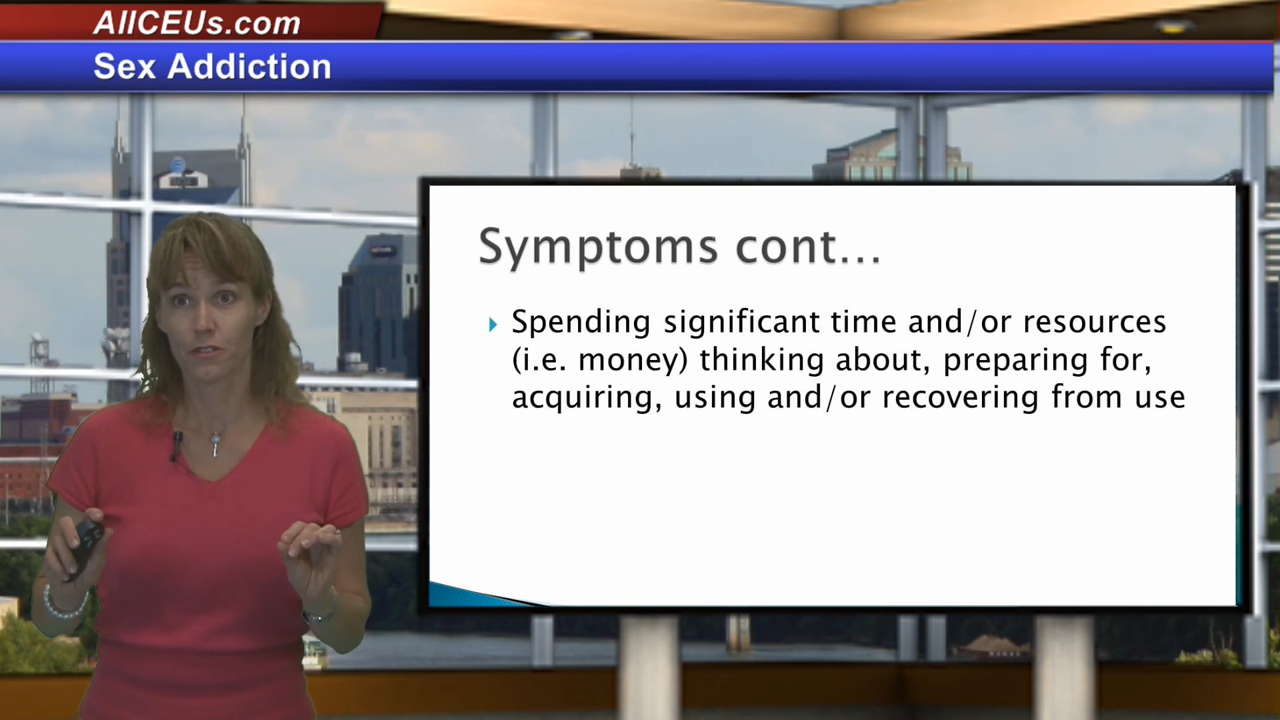 AllCEUs.com
Sex Addiction
Symptoms cont...
Spending significant time and/or resources
(i.e. money) thinking about, preparing for,
acquiring, using and/or recovering from use